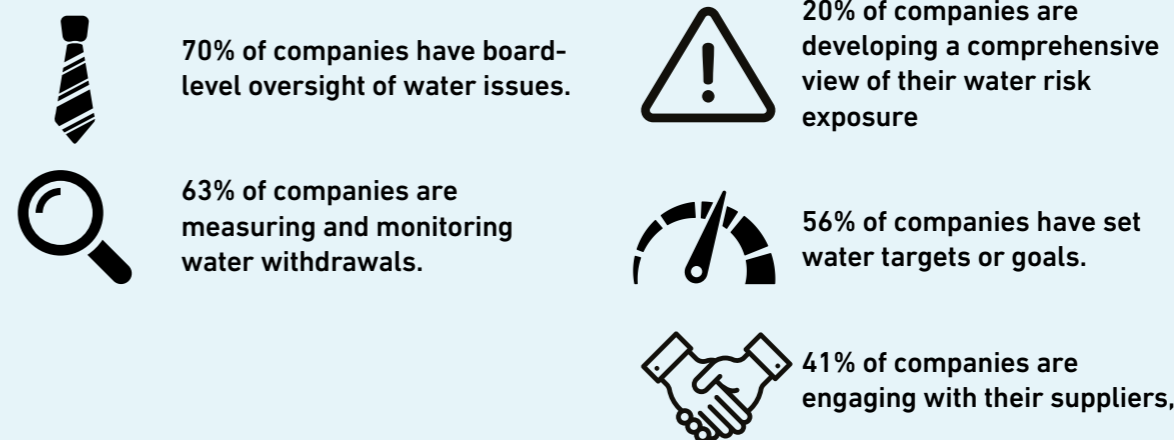 70% of companies have board-
level oversight of water issues.
63% of companies are
measuring and monitoring
water withdrawals.
20% of companies are
developing a comprehensive
view of their water risk
exposure
56% of companies have set
water targets or goals.
41% of companies are
engaging with their suppliers,